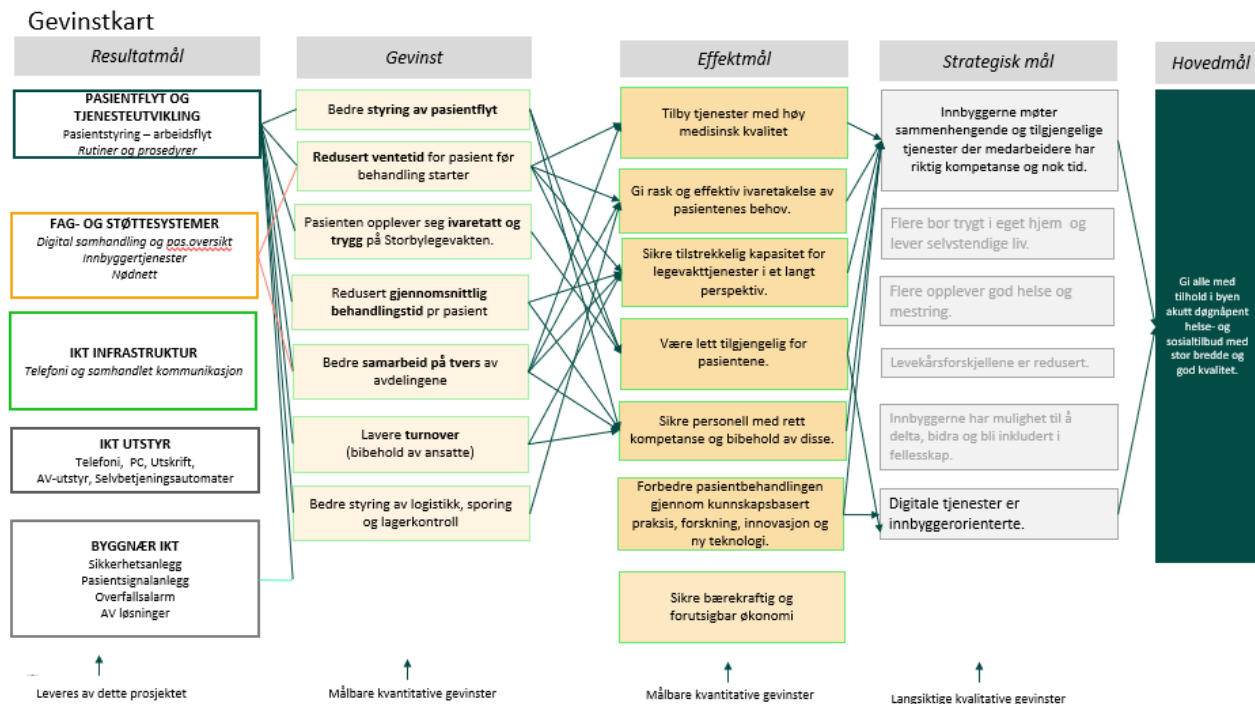 Gevinstkart
Resultatmål
Gevinst
Effektmål
Strategisk mål
Hovedmål
PASIENTFLYT OG
TJENESTEUTVIKLING
Pasientstyring – arbeidsflyt
Rutiner og prosedyrer
FAG- OG STØTTESYSTEMER
Digital samhandling og pas.oversikt
Innbyggertjenester
Nødnett
IKT INFRASTRUKTUR
Telefoni og samhandlet kommunikasjon
IKT UTSTYR
Telefoni, PC, Utskrift,
AV-utstyr, Selvbetjeningsautomater
BYGGNÆR IKT
Sikkerhetsanlegg
Pasientsignalanlegg
Overfallsalarm
AV løsninger
Leveres av dette prosjektet
Bedre styring av pasientflyt
Redusert ventetid for pasient før
behandling starter
Pasienten opplever seg ivaretatt og
trygg på Storbylegevakten.
Redusert gjennomsnittlig
behandlingstid pr pasient
Bedre samarbeid på tvers av
avdelingene
Lavere turnover
(bibehold av ansatte)
Bedre styring av logistikk, sporing
og lagerkontroll
Målbare kvantitative gevinster
Tilby tjenester med høy
medisinsk kvalitet
Gi rask og effektiv ivaretakelse av
pasientenes behov.
Sikre tilstrekkelig kapasitet for
legevakttjenester i et langt
perspektiv.
Være lett tilgjengelig for
pasientene.
Sikre personell med rett
kompetanse og bibehold av disse.
Forbedre pasientbehandlingen
gjennom kunnskapsbasert
praksis, forskning, innovasjon og
ny teknologi.
Sikre bærekraftig og
forutsigbar økonomi
Målbare kvantitative gevinster
Innbyggerne møter
sammenhengende og tilgjengelige
tjenester der medarbeidere har
riktig kompetanse og nok tid.
Flere bor trygt i eget hjem og
lever selvstendige liv.
Flere opplever god helse og
mestring.
Levekårsforskjellene er redusert.
Innbyggerne har mulighet til å
delta, bidra og bli inkludert i
fellesskap.
Digitale tjenester er
innbyggerorienterte.
Langsiktige kvalitative gevinster
Gi alle med
tilhold i byen
akutt døgnåpent
helse- og
sosialtilbud med
stor bredde og
god kvalitet.